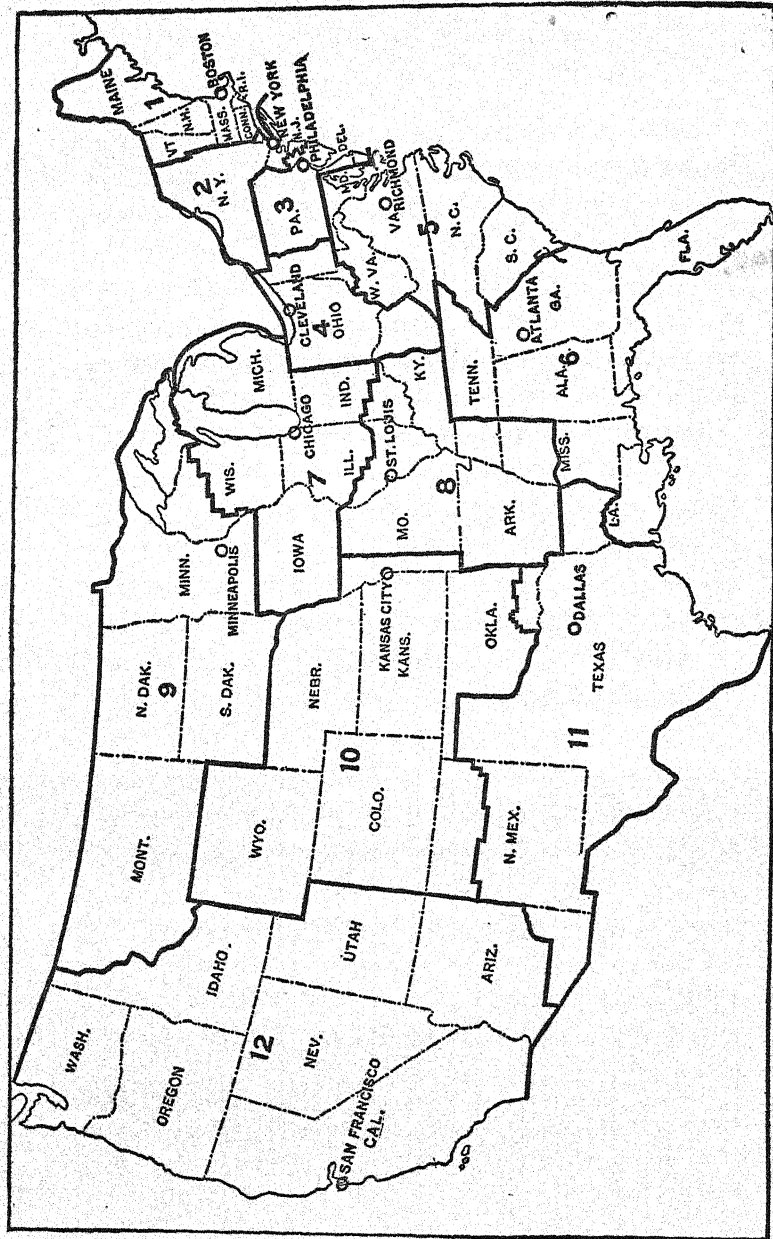 WASH.
OREGON
IDAHO.
MONT.
12
NEV.
SAN FRANCISCO
CAL.
UTAH
ARIZ.
WYO.
10
COLO.
N. MEX.
N. DAK.
9
S. DAK.
NEBR.
KANSAS CITY
KANS.
OKLA.
11
DALLAS
TEXAS
MINN.
MINNEAPOLIS
IOWA
MO.
8
ARK.
LA.
WIS.
7
ILL.
ST. LOUIS
CHICAGO
MICH.
IND.
KY.
TENN.
MISS.
ALA.
6
ATLANTA
GA.
FLA.
CLEVELAND
4
OHIO
W. VA.
VA.
RICHMOND
5
N.C.
S. C.
PA.
3
MD.
DEL.
N.J.
PHILADELPHIA
NEW YORK
2
N.Y.
VT
N.H.
1
MAINE
MASS.
BOSTON
CONN.
R.I.